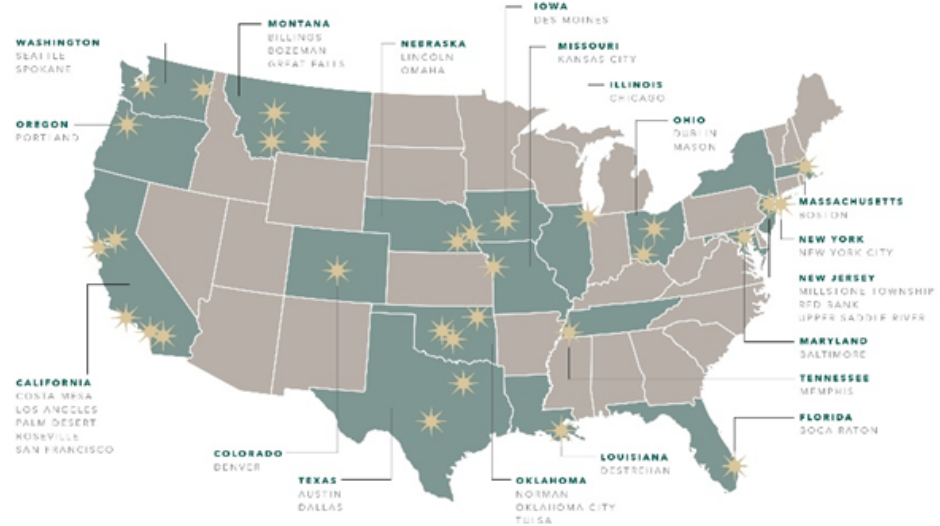 WASHINGTON
SEATTLE
SPOKANE
OREGON
PORTLAND
MONTANA
BILLINGS
BOZEMAN
GREAT FALLS
NEBRASKA
LINCOLN
OMAHA
IOWA
DES MOINES
MISSOURI
KANSAS CITY
ILLINOIS
CHICAGO
OHIO
DUBLIN
MASON
MASSACHUSETTS
BOSTON
NEW YORK
NEW YORK CITY
NEW JERSEY
MILLSTONE TOWNSHIP
RED BANK
UPPER SADDLE RIVER
MARYLAND
BALTIMORE
TENNESSEE
MEMPHIS
FLORIDA
BOCA RATON
LOUISIANA
DESTREHAN
OKLAHOMA
NORMAN
OKLAHOMA CITY
TULSA
TEXAS
AUSTIN
DALLAS
COLORADO
DENVER
CALIFORNIA
COSTA MESA
LOS ANGELES
PALM DESERT
ROSEVILLE
SAN FRANCISCO